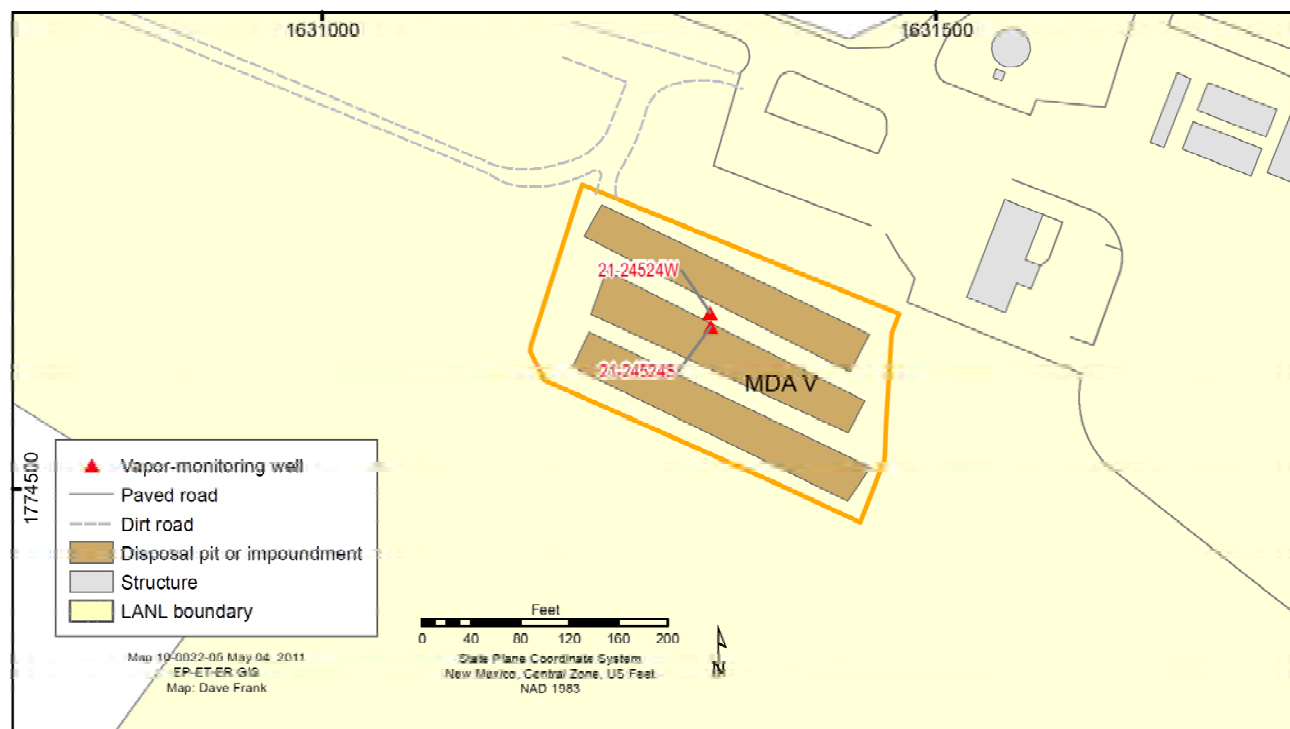 1631000
1631500
21-24524W
21-24524S
MDA V
1774500
Vapor-monitoring well
Paved road
Dirt road
Disposal pit or impoundment
Structure
LANL boundary
Feet
0 40 80 120 160 200
Map 10-0022-05 May 04, 2011
EP-ET-ER GIS
Map: Dave Frank
State Plane Coordinate System
New Mexico, Central Zone, US Feet
NAD 1983
N